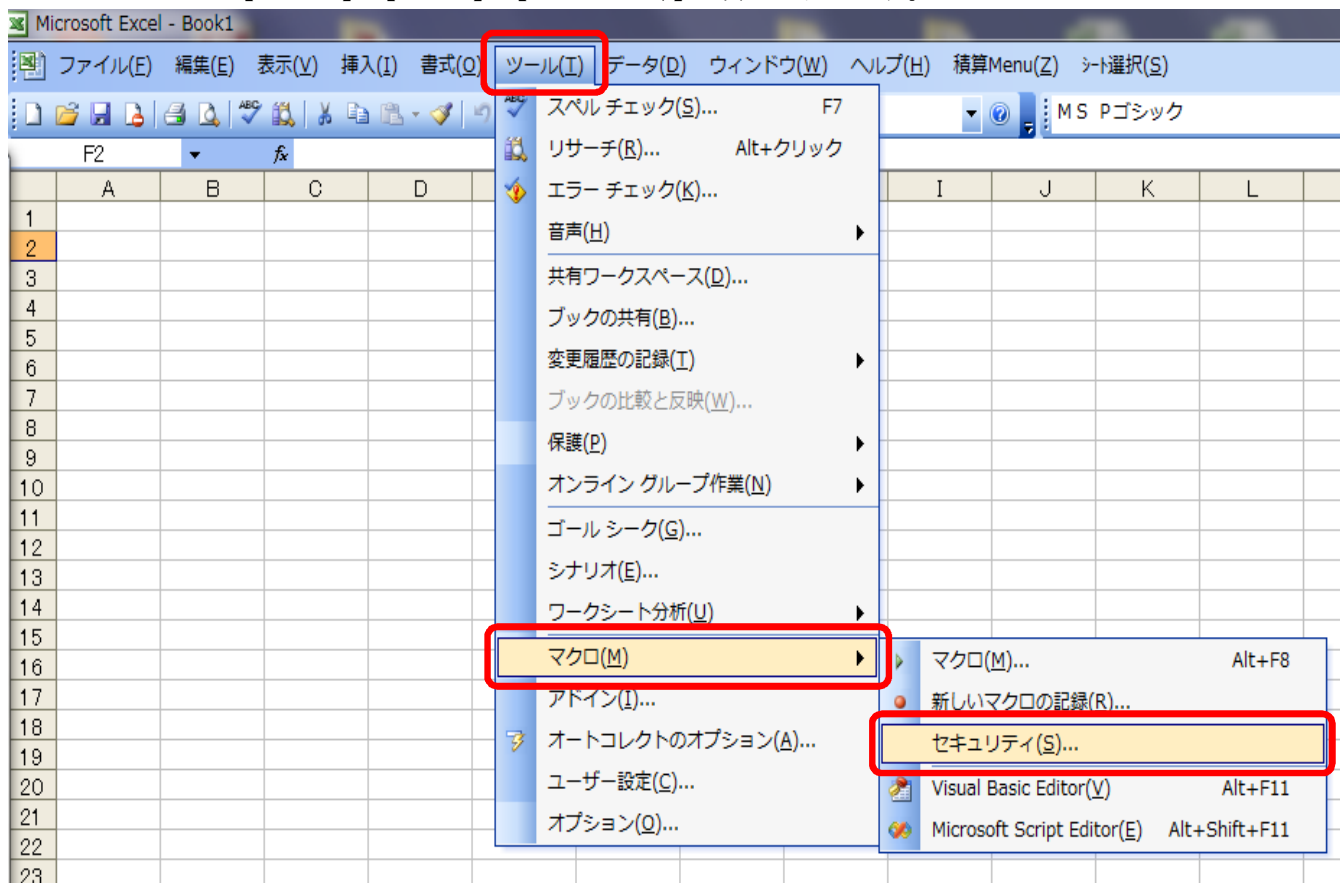 Microsoft Excel - Book1
ファイル(F) 編集(E) 表示(V) 挿入(I) 書式(O) ツール(T) データ(D) ウィンドウ(W) ヘルプ(H) 積算Menu(Z) ｼｰﾄ選択(S)
MS Pゴシック
F2 fx
A B C D I J K L
1
2
3
4
5
6
7
8
9
10
11
12
13
14
15
16
17
18
19
20
21
22
23
スペル チェック(S)... F7
リサーチ(R)... Alt+クリック
エラー チェック(K)...
音声(H)
共有ワークスペース(D)...
ブックの共有(B)...
変更履歴の記録(T)
ブックの比較と反映(W)...
保護(P)
オンライン グループ作業(N)
ゴール シーク(G)...
シナリオ(E)...
ワークシート分析(U)
マクロ(M)
アドイン(I)...
オートコレクトのオプション(A)...
ユーザー設定(C)...
オプション(O)...
マクロ(M)... Alt+F8
新しいマクロの記録(R)...
セキュリティ(S)...
Visual Basic Editor(V) Alt+F11
Microsoft Script Editor(E) Alt+Shift+F11